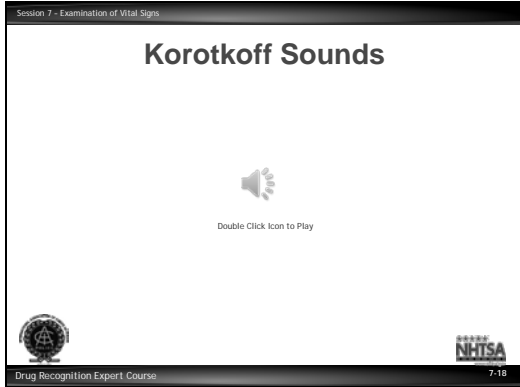 Session 7 - Examination of Vital Signs
Korotkoff Sounds
Double Click Icon to Play
NHTSA
Drug Recognition Expert Course
7-18